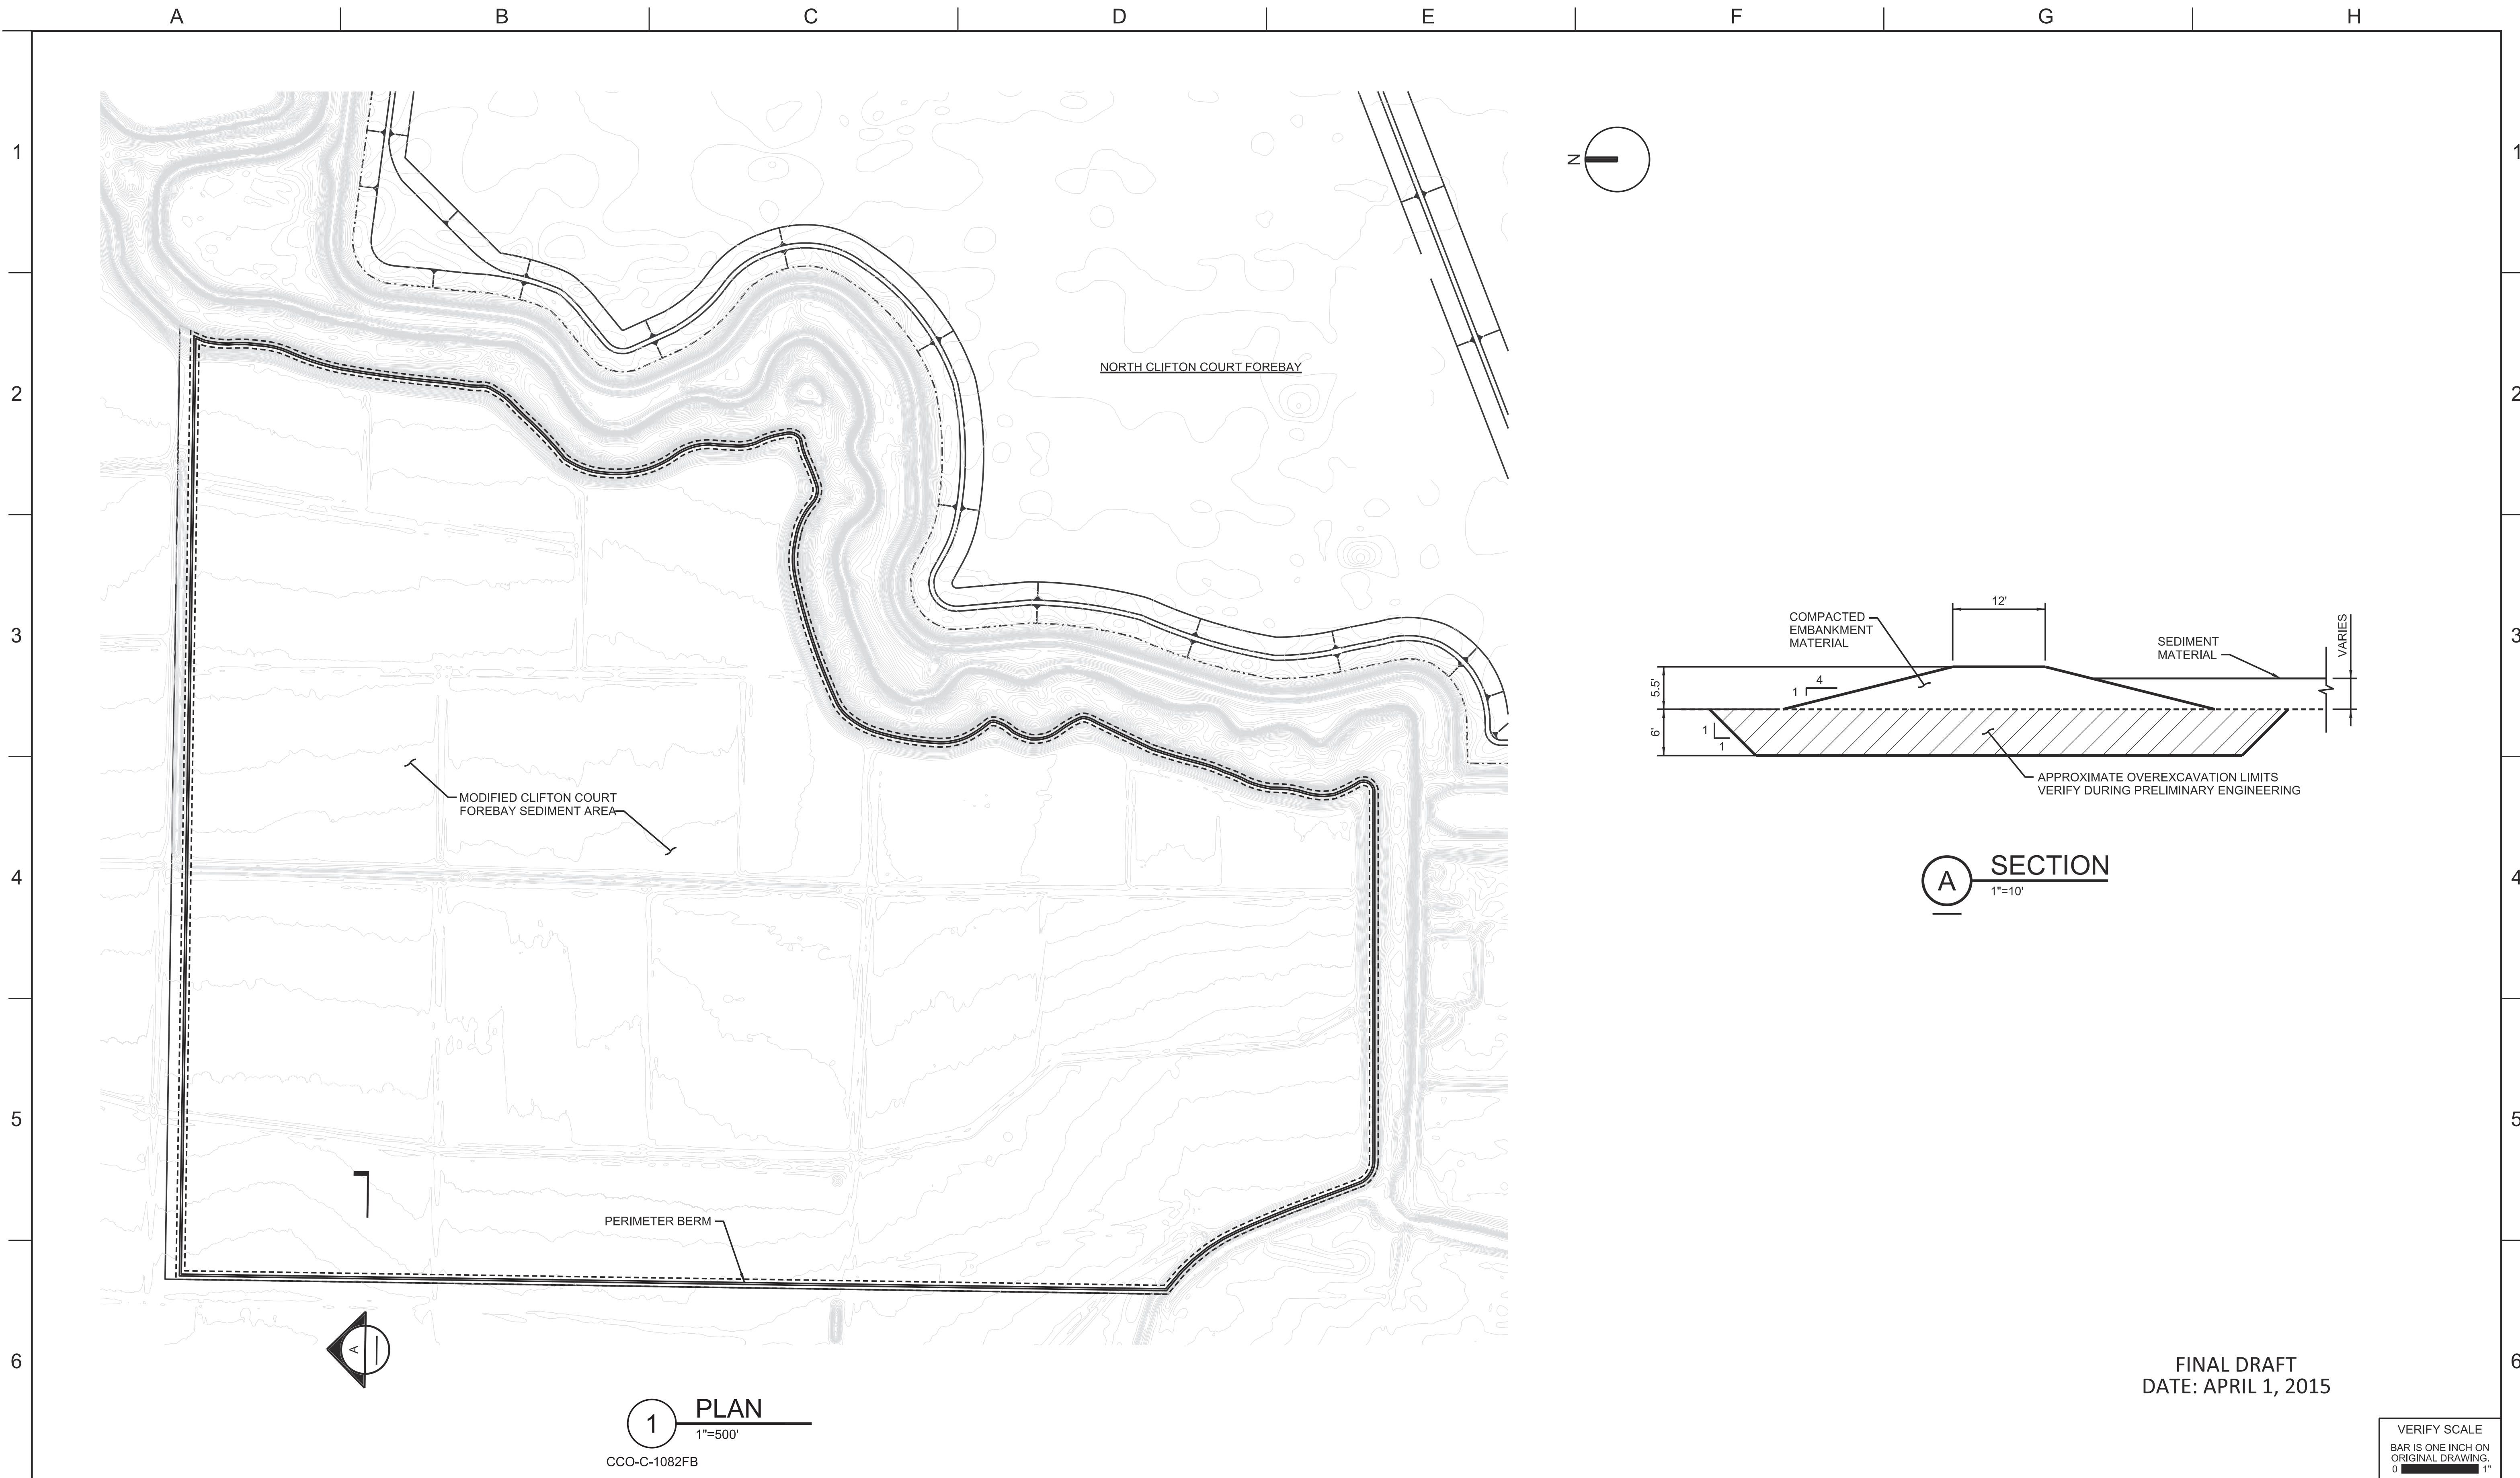 A B C D E F G H
1 1
N
NORTH CLIFTON COURT FOREBAY
2 2
3 3
12'
COMPACTED
EMBANKMENT
MATERIAL
SEDIMENT
MATERIAL
VARIES
5.5'
1 4
6'
1
1
APPROXIMATE OVEREXCAVATION LIMITS
VERIFY DURING PRELIMINARY ENGINEERING
MODIFIED CLIFTON COURT
FOREBAY SEDIMENT AREA
4 4
A SECTION
1"=10'
5 5
PERIMETER BERM
6 6
A
1 PLAN
1"=500'
CCO-C-1082FB
FINAL DRAFT
DATE: APRIL 1, 2015
VERIFY SCALE
BAR IS ONE INCH ON
ORIGINAL DRAWING.
0 1"